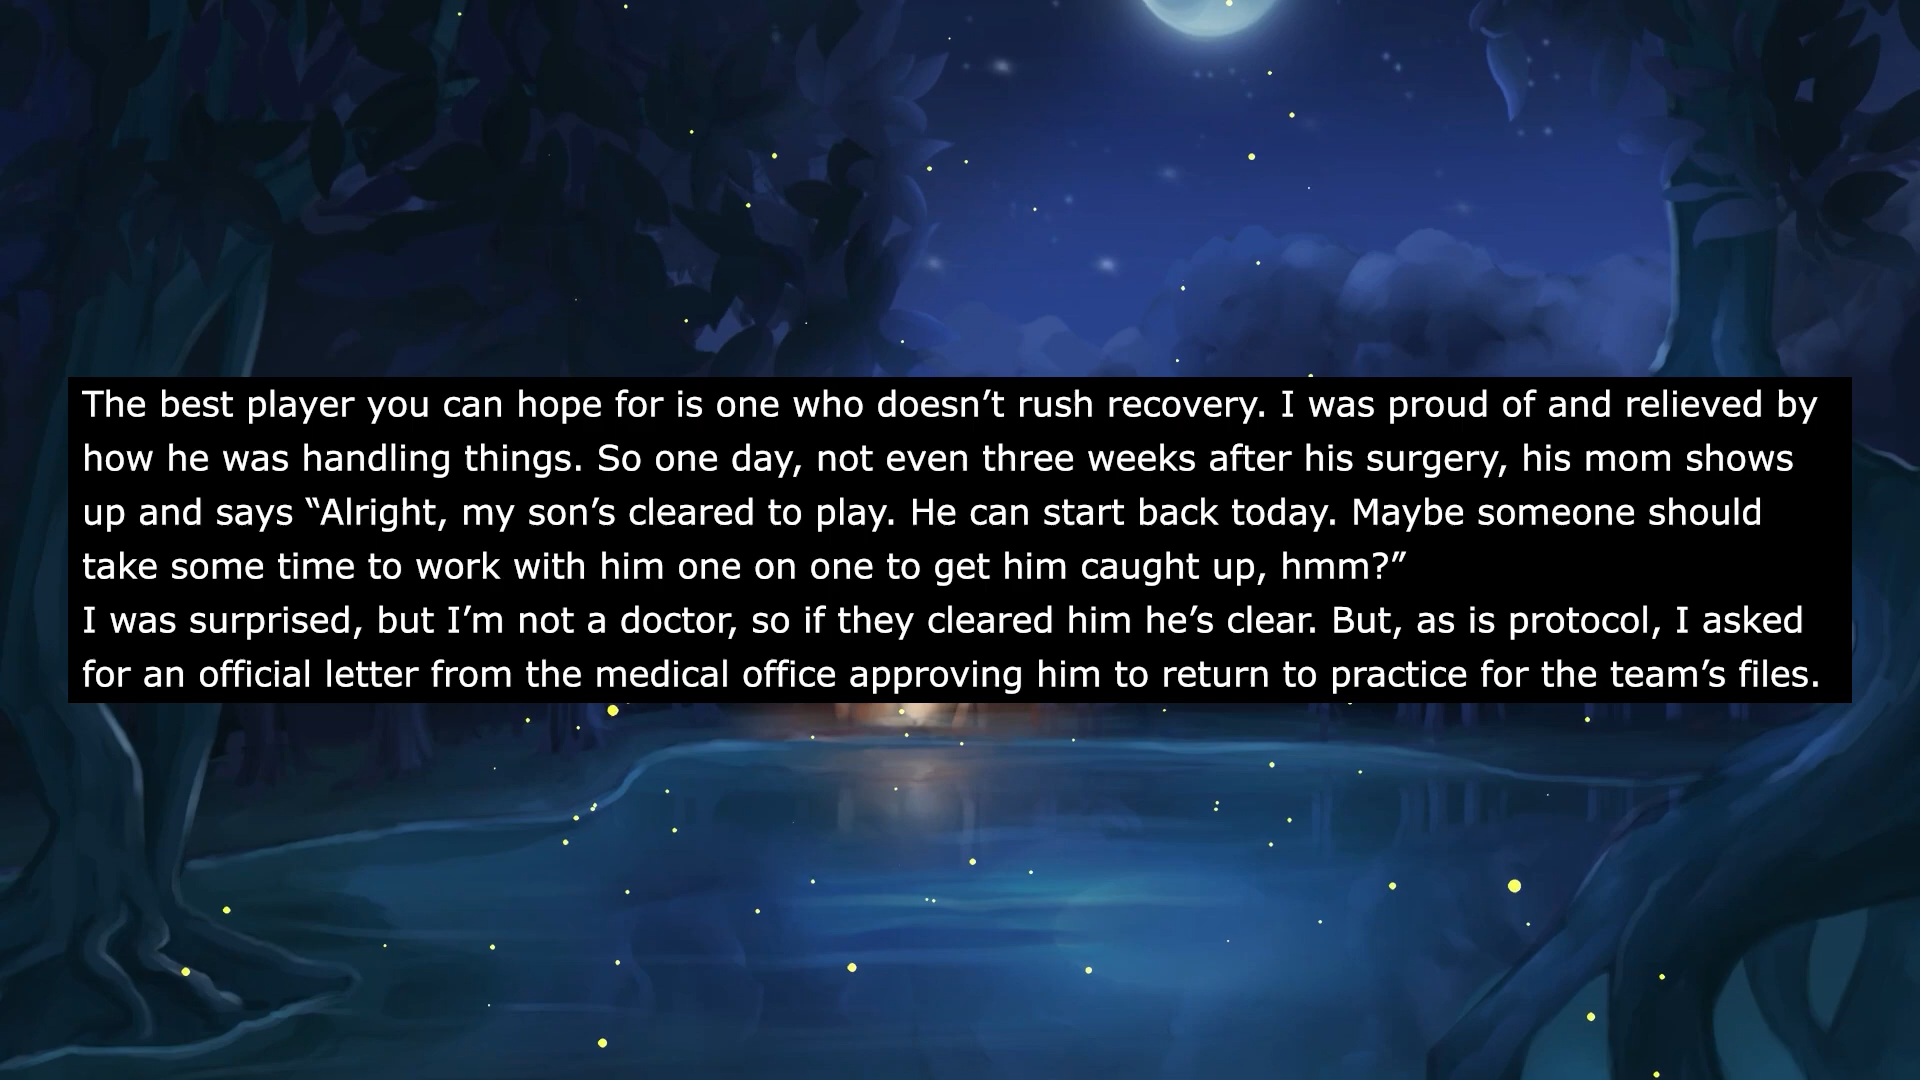 The best player you can hope for is one who doesn’t rush recovery. I was proud of and relieved by
how he was handling things. So one day, not even three weeks after his surgery, his mom shows
up and says “Alright, my son’s cleared to play. He can start back today. Maybe someone should
take some time to work with him one on one to get him caught up, hmm?”
I was surprised, but I’m not a doctor, so if they cleared him he’s clear. But, as is protocol, I asked
for an official letter from the medical office approving him to return to practice for the team’s files.